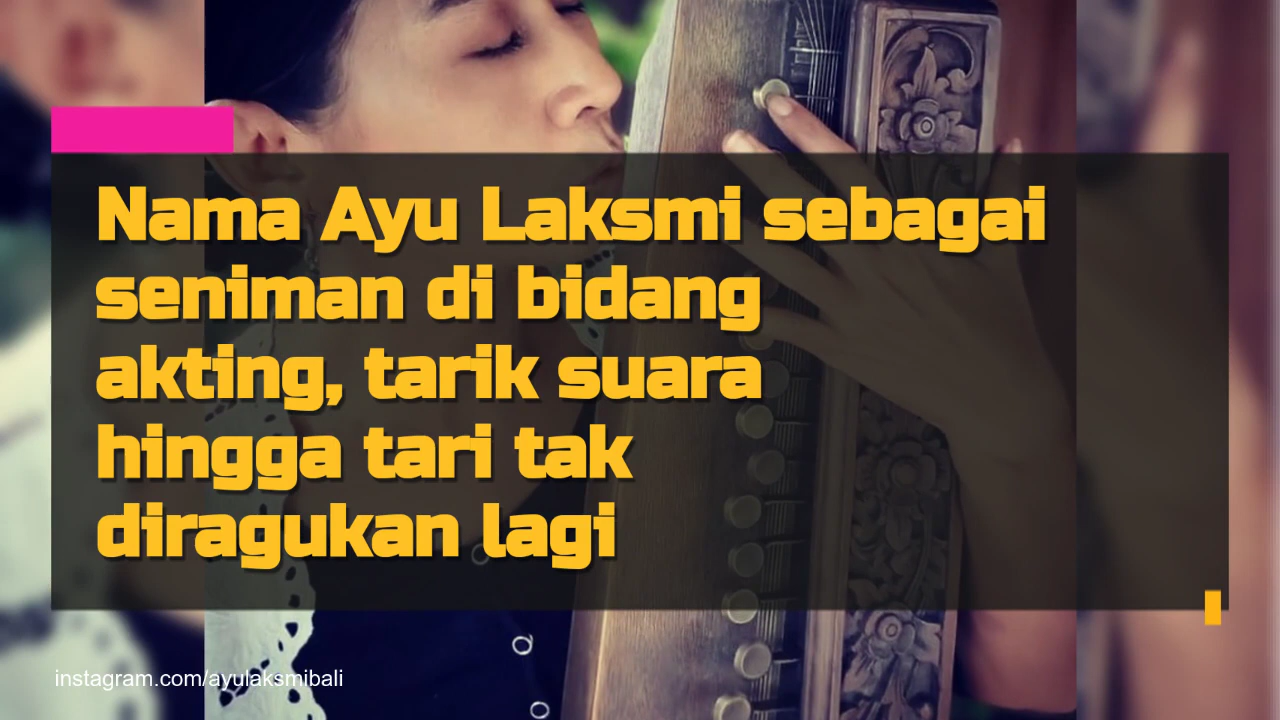 Nama Ayu Laksmi sebagai
seniman di bidang
akting, tarik suara
hingga tari tak
diragukan lagi
instagram.com/ayulaksmibali